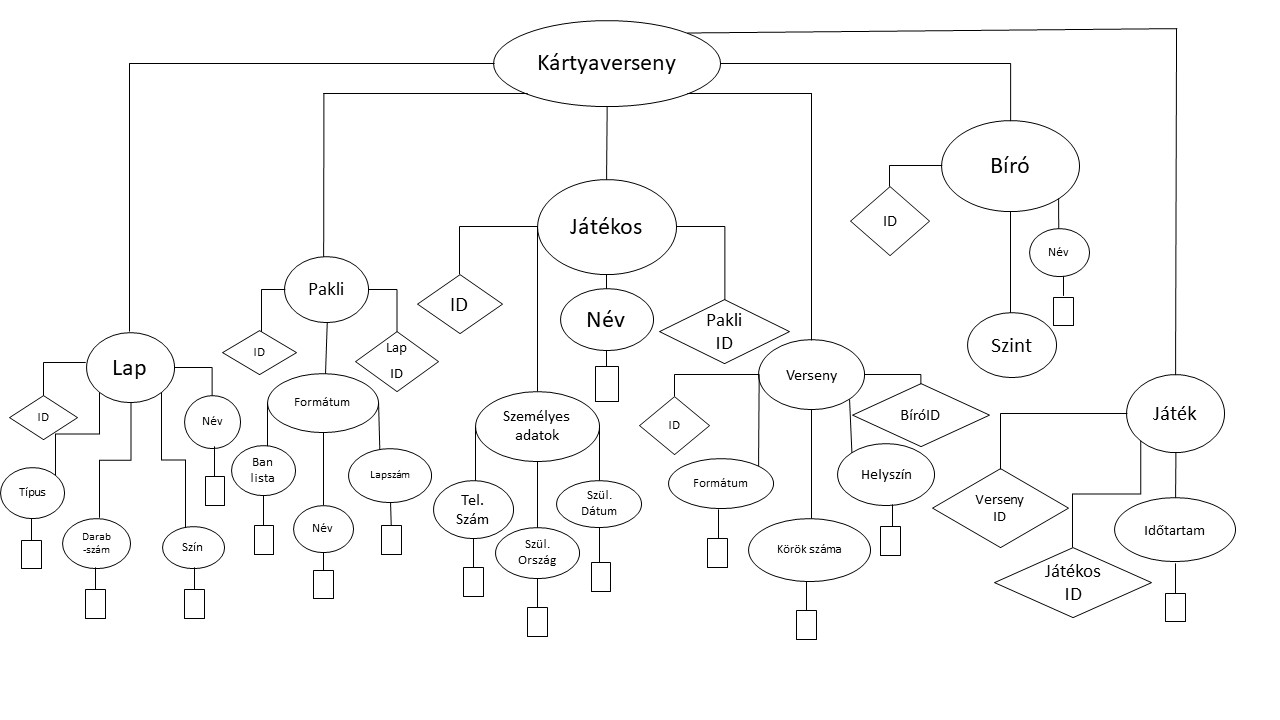 Kártyaverseny
Bíró
ID
Név
Szint
Játékos
ID
Név
Pakli
ID
Személyes
adatok
Tel.
Szám
Szül.
Ország
Szül.
Dátum
Pakli
ID
Lap
ID
Formátum
Ban
lista
Név
Lapszám
Lap
ID
Név
Típus
Darab
-szám
Szín
Verseny
ID
BíróID
Formátum
Körök száma
Helyszín
Játék
Verseny
ID
Játékos
ID
Időtartam